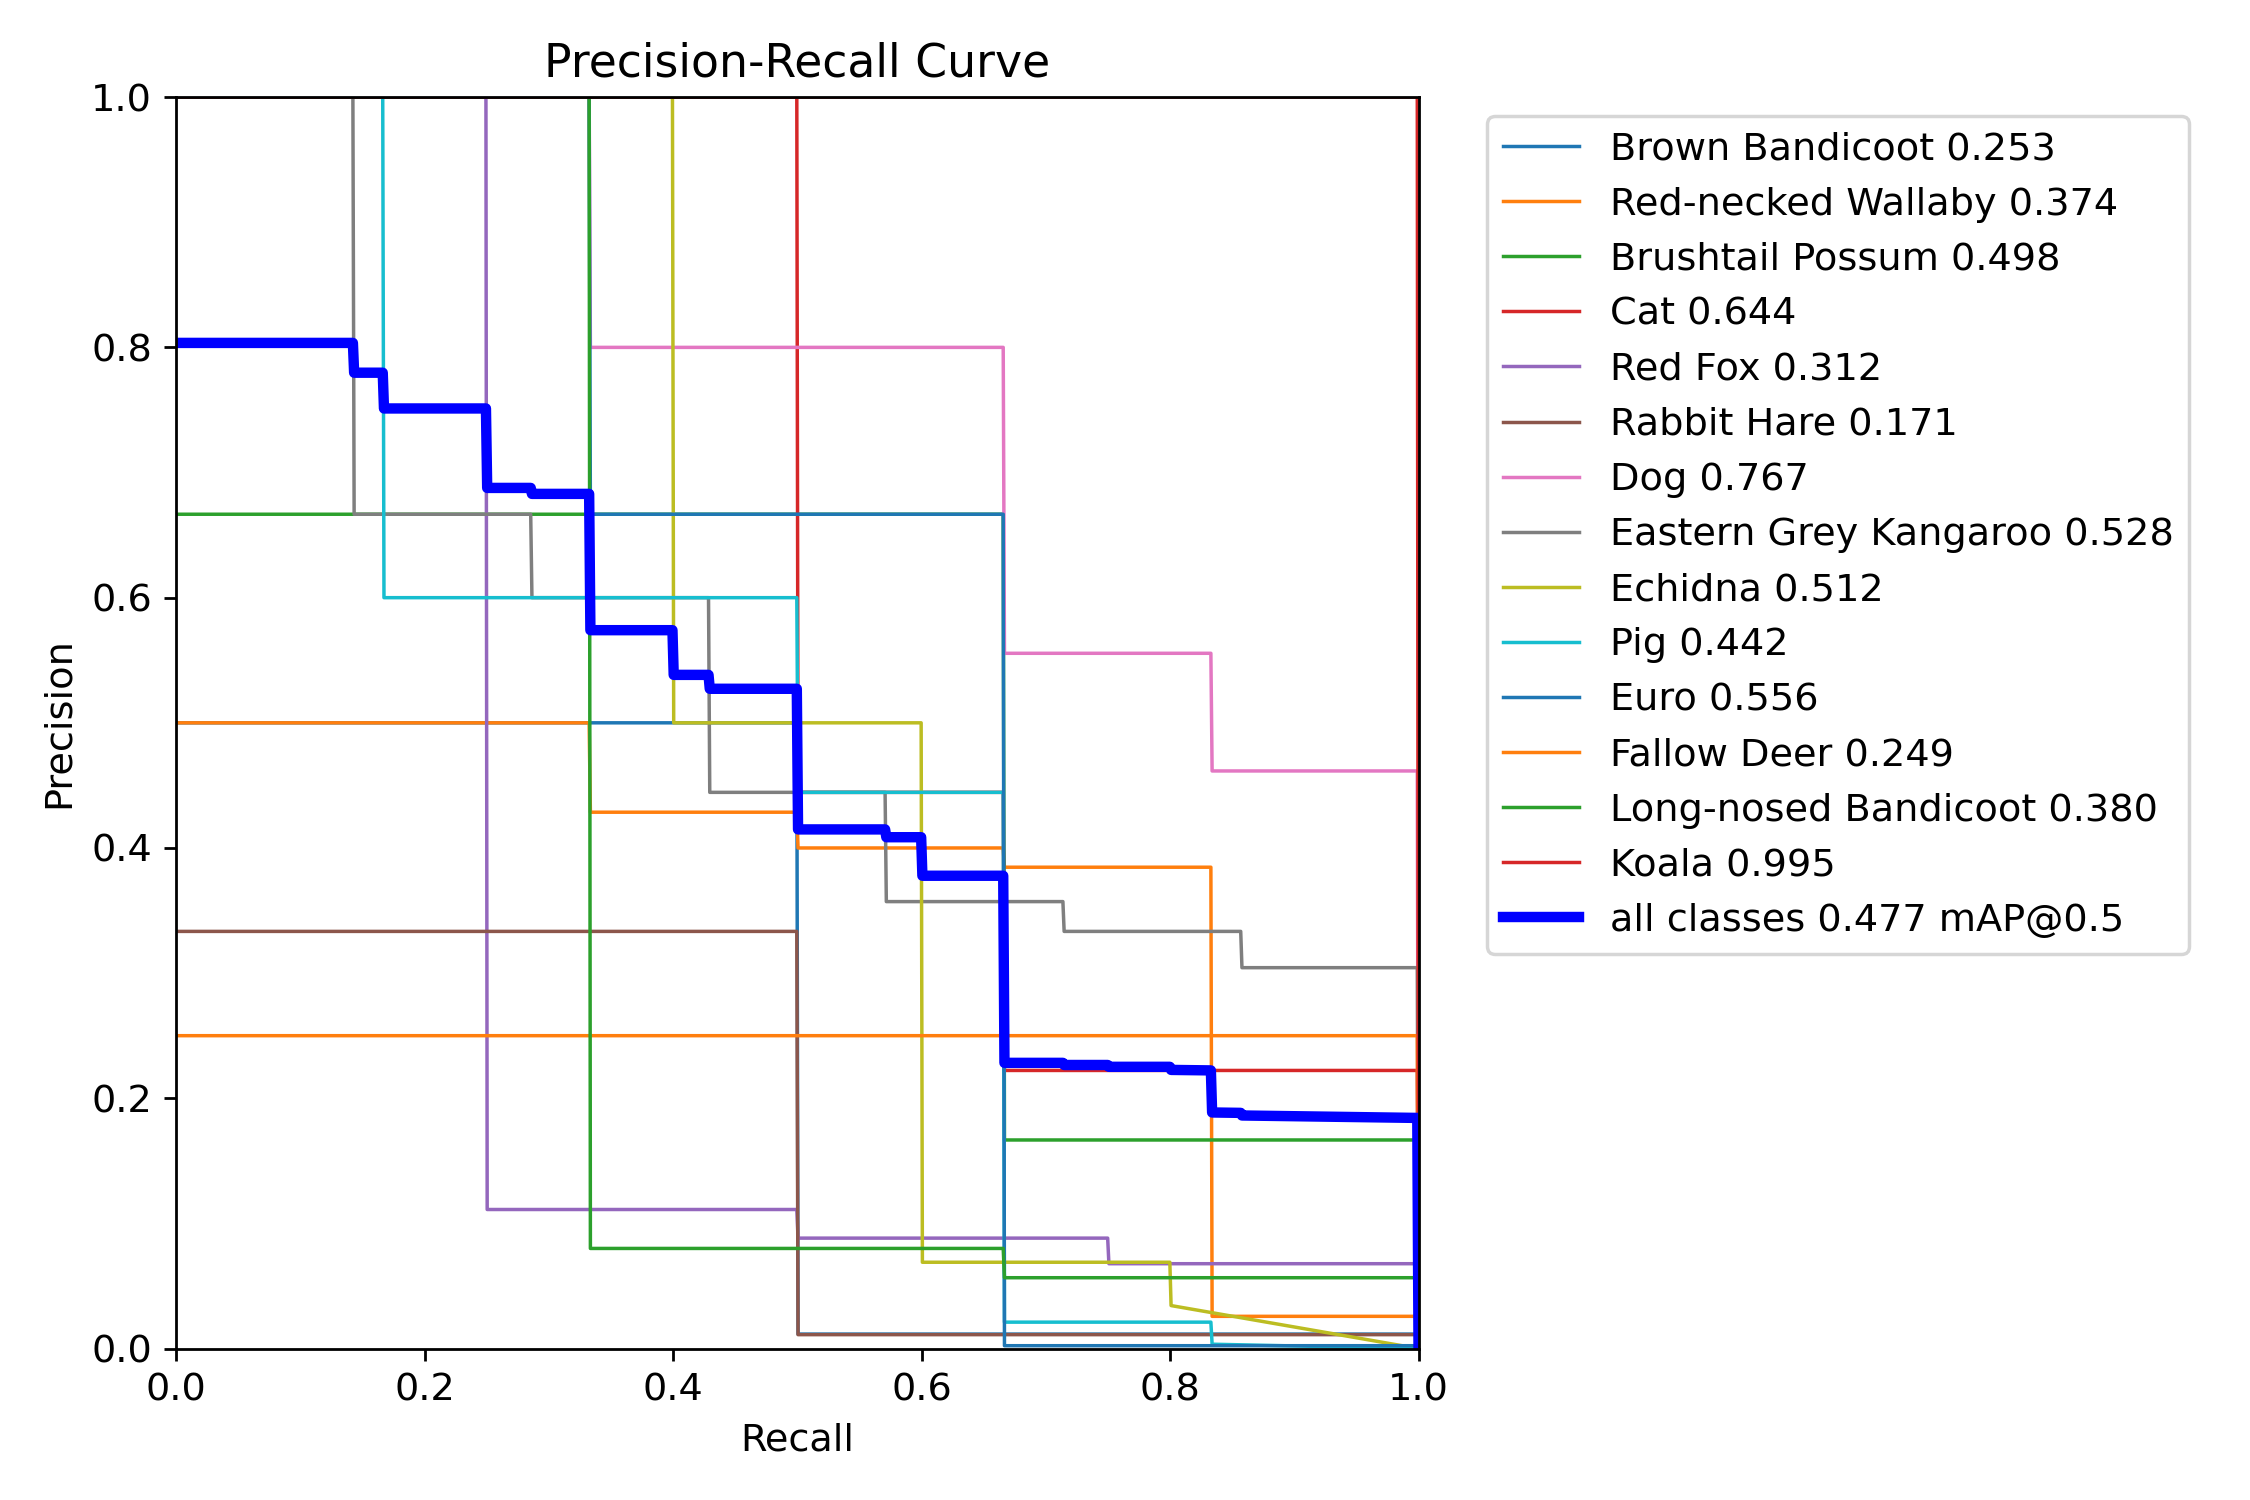 Precision-Recall Curve
1.0
0.8
0.6
0.4
0.2
0.0
Precision
0.0 0.2 0.4 0.6 0.8 1.0
Recall
Brown Bandicoot 0.253
Red-necked Wallaby 0.374
Brushtail Possum 0.498
Cat 0.644
Red Fox 0.312
Rabbit Hare 0.171
Dog 0.767
Eastern Grey Kangaroo 0.528
Echidna 0.512
Pig 0.442
Euro 0.556
Fallow Deer 0.249
Long-nosed Bandicoot 0.380
Koala 0.995
all classes 0.477 mAP@0.5